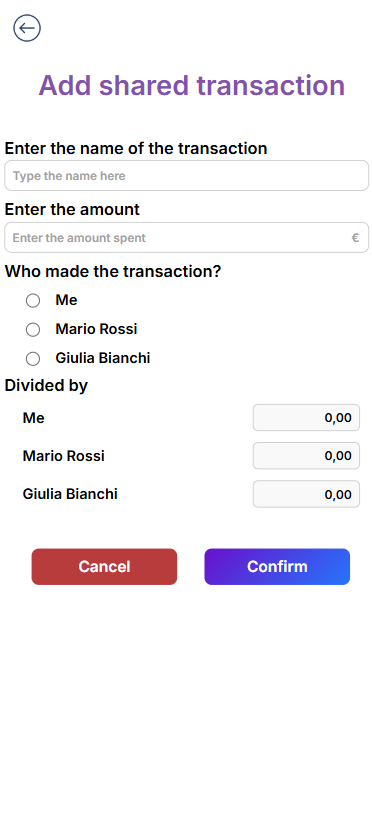 Add shared transaction
Enter the name of the transaction
Type the name here
Enter the amount
Enter the amount spent €
Who made the transaction?
Me
Mario Rossi
Giulia Bianchi
Divided by
Me 0,00
Mario Rossi 0,00
Giulia Bianchi 0,00
Cancel Confirm